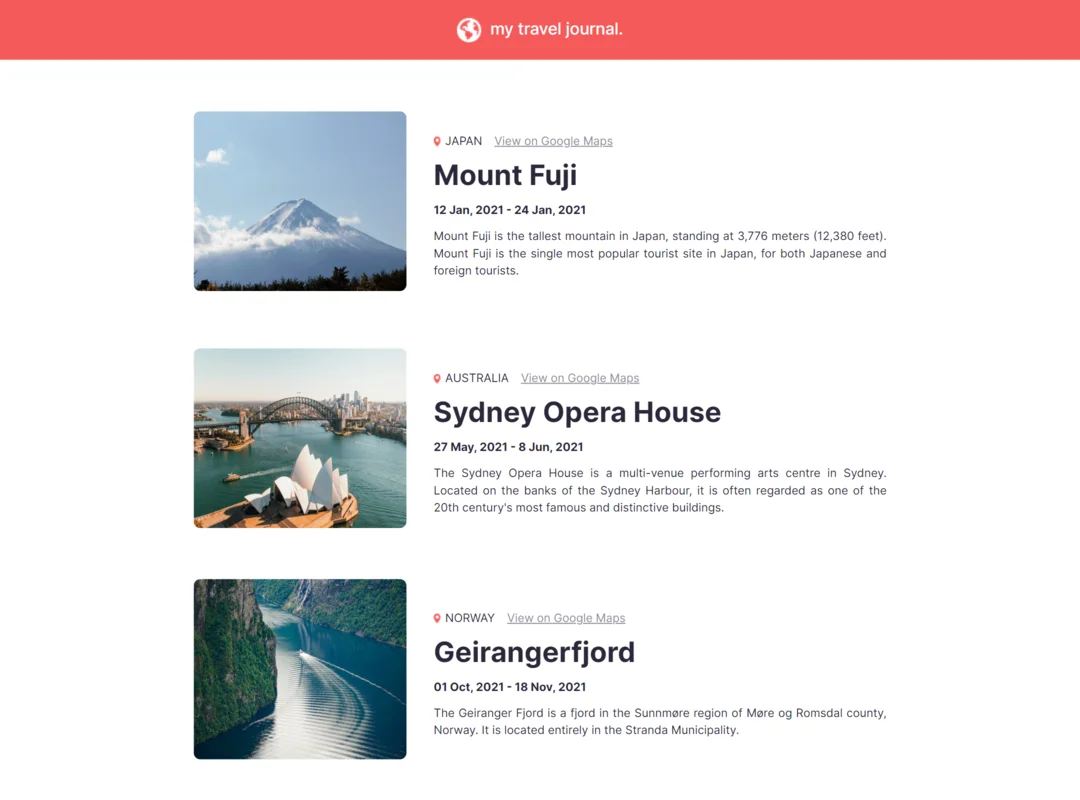 my travel journal.
JAPAN View on Google Maps
Mount Fuji
12 Jan, 2021 - 24 Jan, 2021
Mount Fuji is the tallest mountain in Japan, standing at 3,776 meters (12,380 feet).
Mount Fuji is the single most popular tourist site in Japan, for both Japanese and
foreign tourists.
AUSTRALIA View on Google Maps
Sydney Opera House
27 May, 2021 - 8 Jun, 2021
The Sydney Opera House is a multi-venue performing arts centre in Sydney.
Located on the banks of the Sydney Harbour, it is often regarded as one of the
20th century's most famous and distinctive buildings.
NORWAY View on Google Maps
Geirangerfjord
01 Oct, 2021 - 18 Nov, 2021
The Geiranger Fjord is a fjord in the Sunnmøre region of Møre og Romsdal county,
Norway. It is located entirely in the Stranda Municipality.